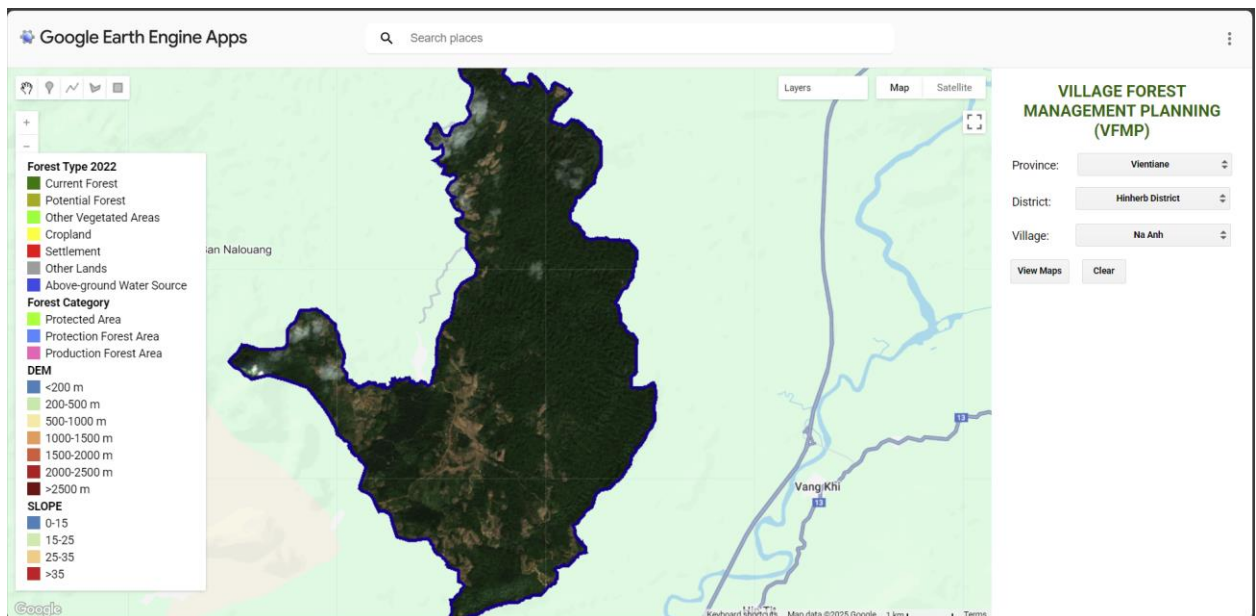 Google Earth Engine Apps
Search places
Layers
Map
Satellite
+
−
Forest Type 2022
Current Forest
Potential Forest
Other Vegetated Areas
Cropland
Settlement
Other Lands
Above-ground Water Source
Forest Category
Protected Area
Protection Forest Area
Production Forest Area
DEM
<200 m
200-500 m
500-1000 m
1000-1500 m
1500-2000 m
2000-2500 m
>2500 m
SLOPE
0-15
15-25
25-35
>35
Google
Nalouang
13
Vang Khi
13
Keyboard shortcuts
Map data ©2025 Google
1 km
Terms
VILLAGE FOREST
MANAGEMENT PLANNING
(VFMP)
Province: Vientiane
District: Hinherb District
Village: Na Anh
View Maps
Clear